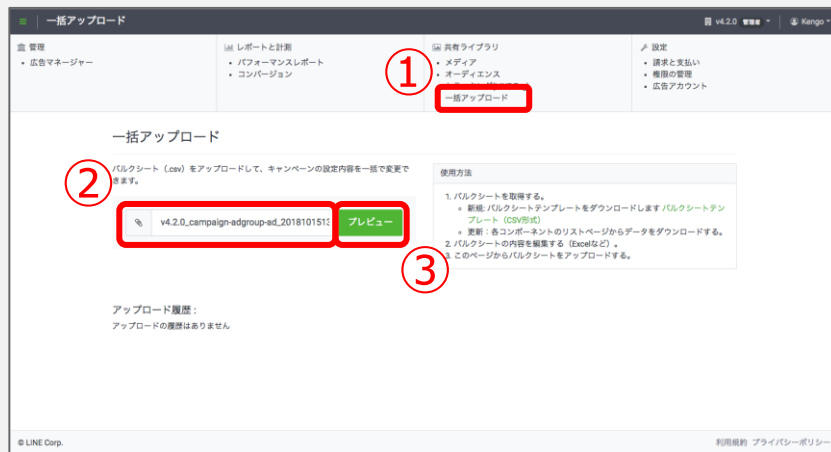 一括アップロード
v4.2.0
Kengo
管理
• 広告マネージャー
レポートと計測
• パフォーマンスレポート
• コンバージョン
共有ライブラリ
• メディア
• オーディエンス
一括アップロード
設定
• 請求と支払い
• 権限の管理
• 広告アカウント
①
一括アップロード
②
バルクシート（.csv）をアップロードして、キャンペーンの設定内容を一括で変更で
きます。
v4.2.0_campaign-adgroup-ad_2018101513
プレビュー
③
使用方法
1. バルクシートを取得する。
新規: バルクシートテンプレートをダウンロードします バルクシートテン
プレート（CSV形式）
更新：各コンポーネントのリストページからデータをダウンロードする。
2. バルクシートの内容を編集する（Excelなど）。
3. このページからバルクシートをアップロードする。
アップロード履歴 :
アップロードの履歴はありません
© LINE Corp.
利用規約 プライバシーポリシー